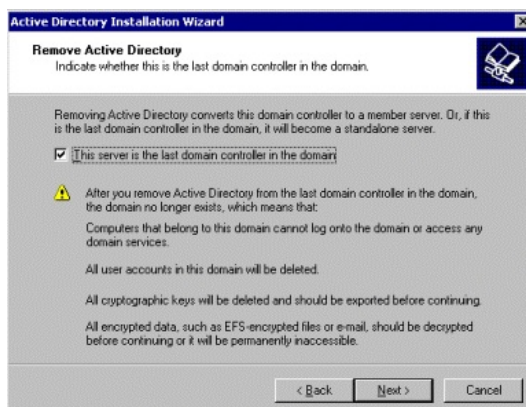 Active Directory Installation Wizard
Remove Active Directory
Indicate whether this is the last domain controller in the domain.
Removing Active Directory converts this domain controller to a member server. Or, if this
is the last domain controller in the domain, it will become a standalone server.
This server is the last domain controller in the domain
After you remove Active Directory from the last domain controller in the domain,
the domain no longer exists, which means that:
Computers that belong to this domain cannot log onto the domain or access any
domain services.
All user accounts in this domain will be deleted.
All cryptographic keys will be deleted and should be exported before continuing.
All encrypted data, such as EFS-encrypted files or e-mail, should be decrypted
before continuing or it will be permanently inaccessible.
< Back Next > Cancel